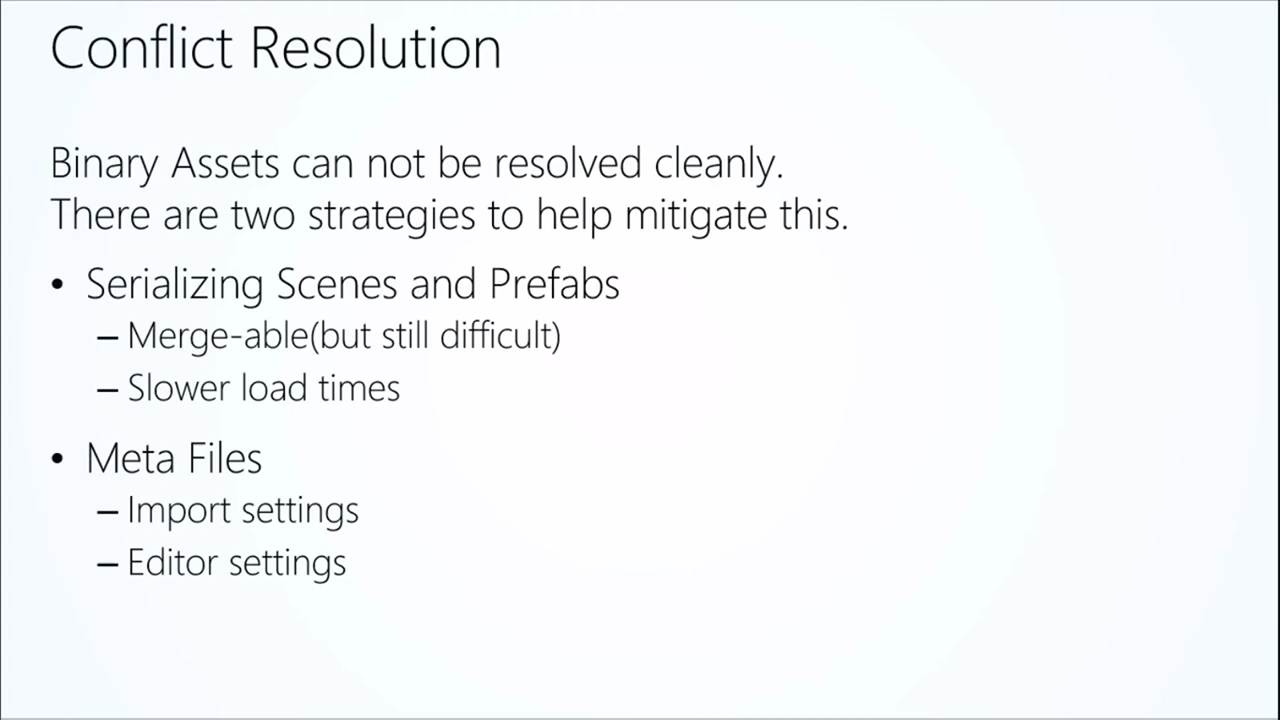 Conflict Resolution
Binary Assets can not be resolved cleanly.
There are two strategies to help mitigate this.
• Serializing Scenes and Prefabs
– Merge-able(but still difficult)
– Slower load times
• Meta Files
– Import settings
– Editor settings